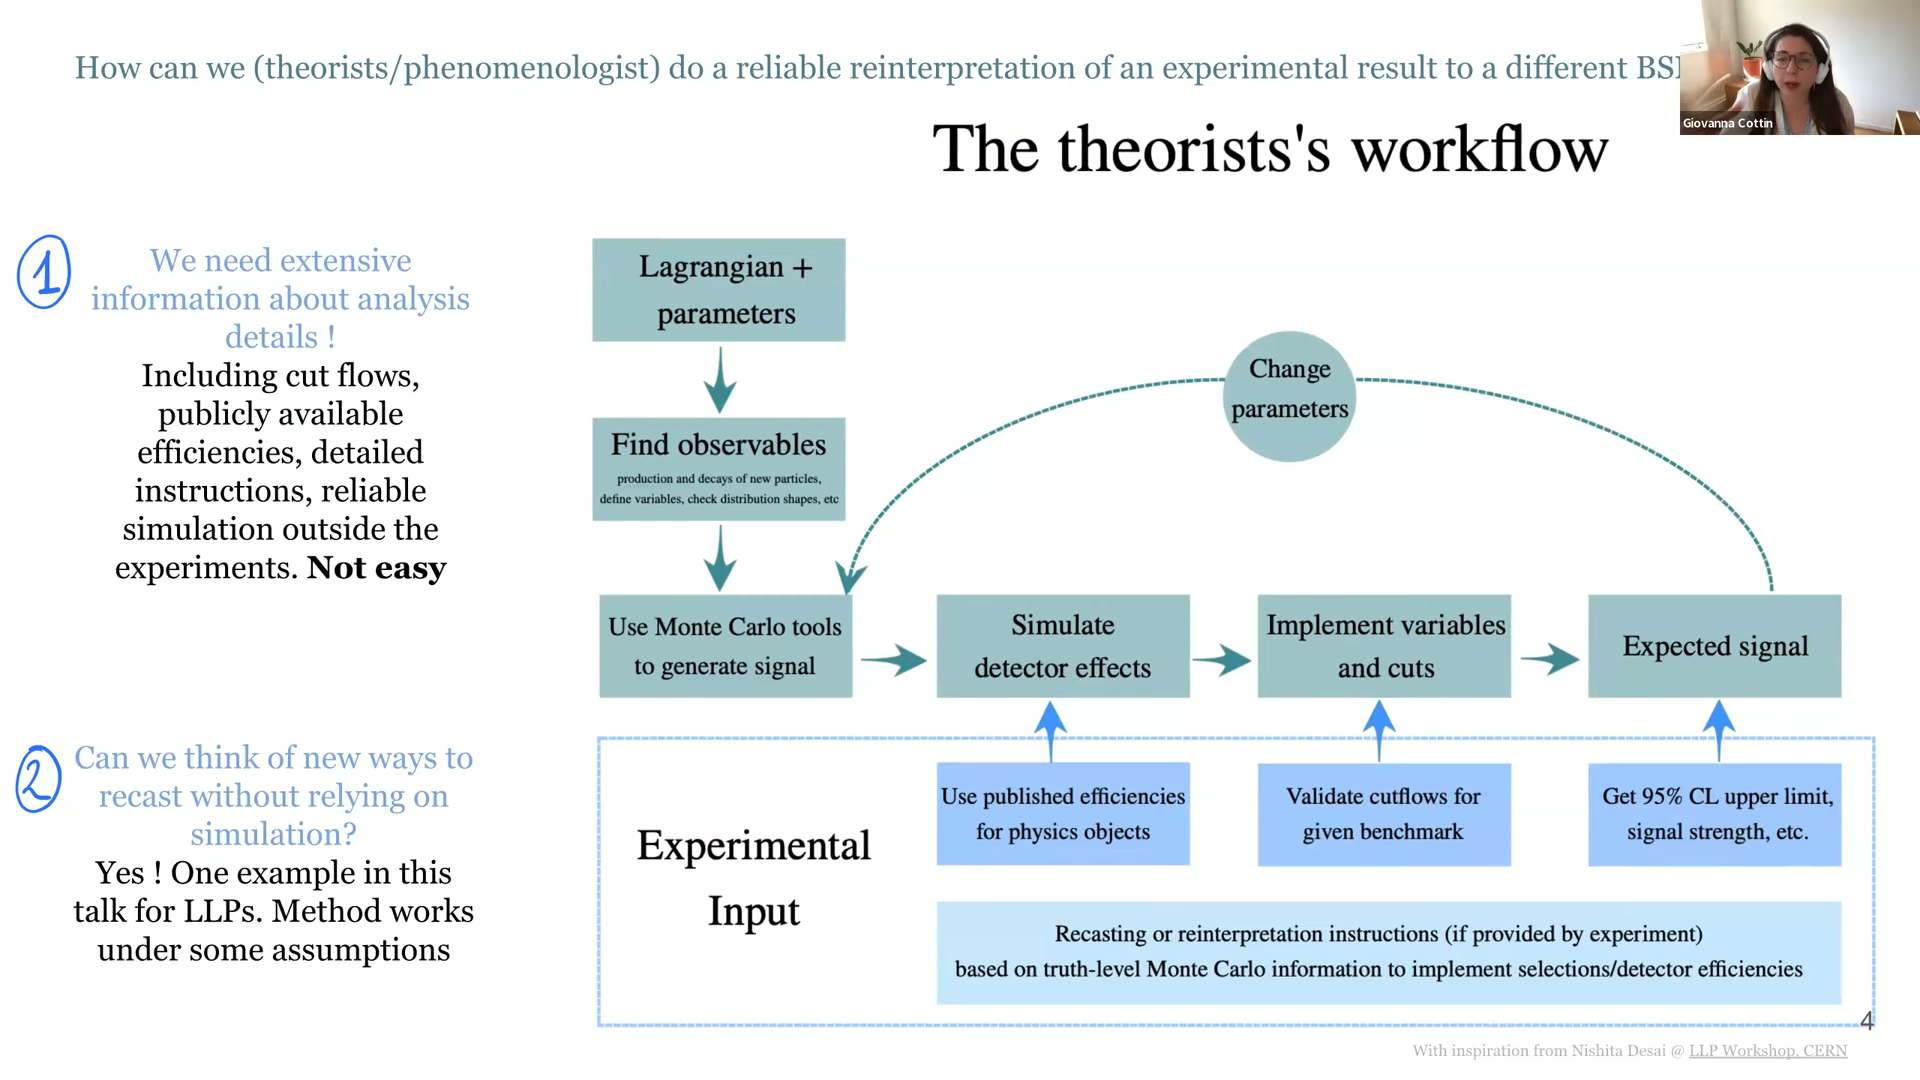 How can we (theorists/phenomenologist) do a reliable reinterpretation of an experimental result to a different
Giovanna Cottin
The theorists's workflow
1
We need extensive
information about analysis
details !
Including cut flows,
publicly available
efficiencies, detailed
instructions, reliable
simulation outside the
experiments. Not easy
2
Can we think of new ways to
recast without relying on
simulation?
Yes ! One example in this
talk for LLPs. Method works
under some assumptions
Lagrangian +
parameters
Find observables
production and decays of new particles,
define variables, check distribution shapes, etc
Change
parameters
Use Monte Carlo tools
to generate signal
Simulate
detector effects
Implement variables
and cuts
Expected signal
Experimental
Input
Use published efficiencies
for physics objects
Validate cutflows for
given benchmark
Get 95% CL upper limit,
signal strength, etc.
Recasting or reinterpretation instructions (if provided by experiment)
based on truth-level Monte Carlo information to implement selections/detector efficiencies
4
With inspiration from Nishita Desai @ LLP Workshop. CERN